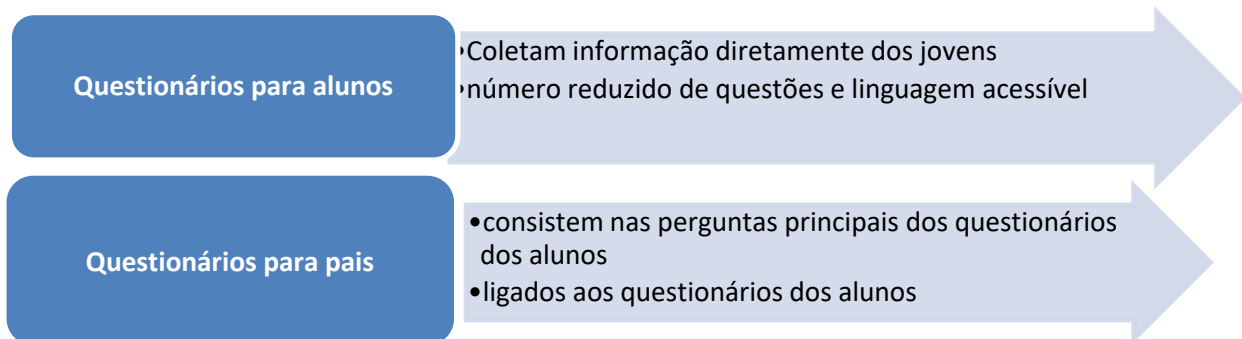 Questionários para alunos
•Coletam informação diretamente dos jovens
•número reduzido de questões e linguagem acessível
Questionários para pais
•consistem nas perguntas principais dos questionários
dos alunos
•ligados aos questionários dos alunos